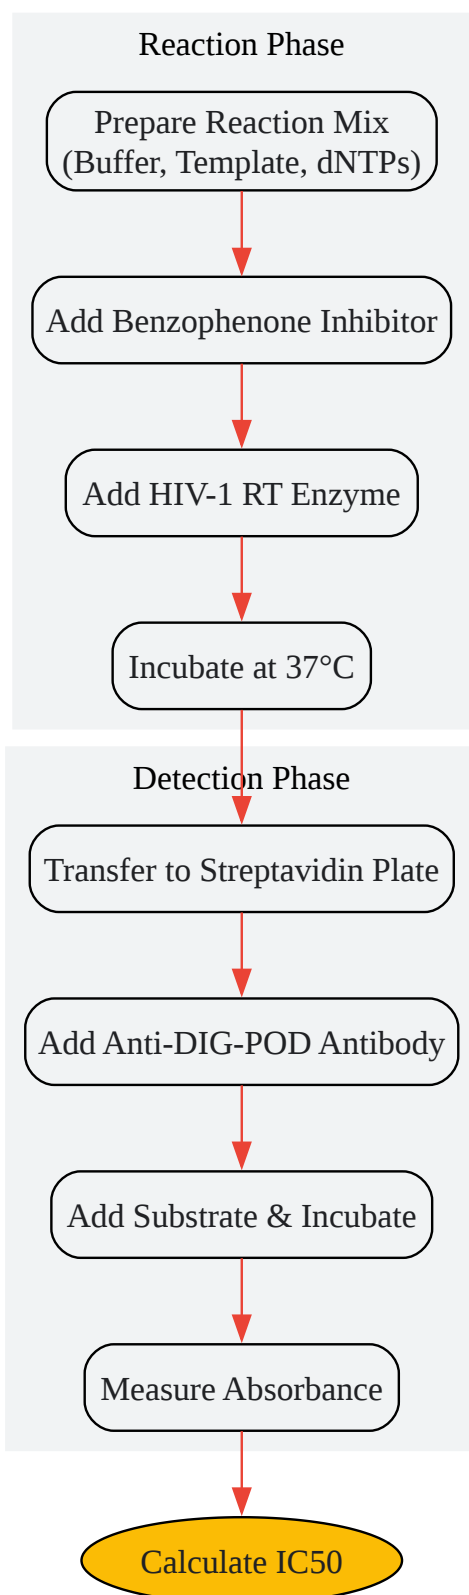 Reaction Phase
Prepare Reaction Mix
(Buffer, Template, dNTPs)
Add Benzophenone Inhibitor
Add HIV-1 RT Enzyme
Incubate at 37°C
Detection Phase
Transfer to Streptavidin Plate
Add Anti-DIG-POD Antibody
Add Substrate & Incubate
Measure Absorbance
Calculate IC50